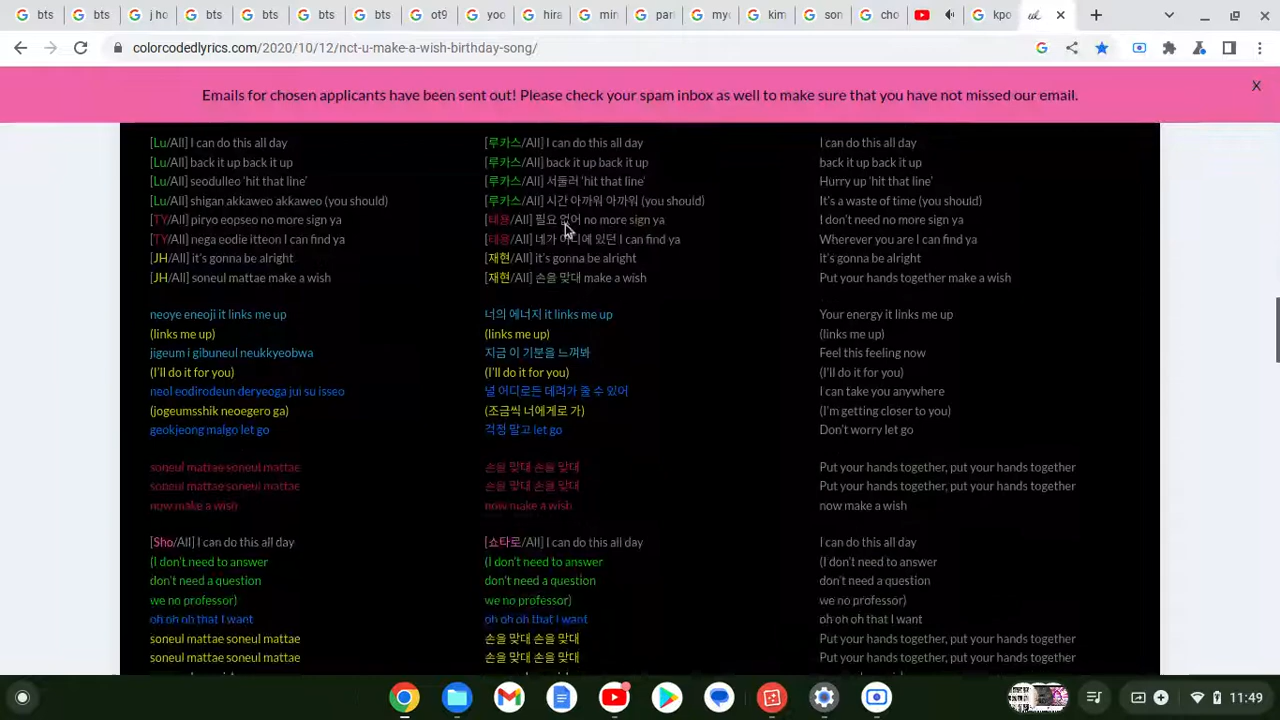 bts
bts
j ho
bts
bts
bts
bts
ot9
yoo
hira
min
pari
myo
kim
son
cho
kpo
colorcodedlyrics.com/2020/10/12/nct-u-make-a-wish-birthday-song/
Emails for chosen applicants have been sent out! Please check your spam inbox as well to make sure that you have not missed our email.
X
[Lu/All] I can do this all day
[Lu/All] back it up back it up
[Lu/All] seodulleo 'hit that line'
[Lu/All] shigan akkaweo akkaweo (you should)
[TY/All] piryo eopseo no more sign ya
[TY/All] nega eodie itteon I can find ya
[JH/All] it's gonna be alright
[JH/All] soneul mattae make a wish
neoye eneoji it links me up
(links me up)
jigeum i gibuneul neukkyeobwa
(I'll do it for you)
neol eodirodeun deryeoga jui su isseo
(jogeumsshik neoegero ga)
geokjeong malgo let go
soneul mattae soneul mattae
soneul mattae soneul mattae
now make a wish
[Sho/All] I can do this all day
(I don't need to answer
don't need a question
we no professor)
oh oh oh that I want
soneul mattae soneul mattae
soneul mattae soneul mattae
[루카스/All] I can do this all day
[루카스/All] back it up back it up
[루카스/All] 서둘러 'hit that line'
[루카스/All] 시간 아까워 아까워 (you should)
[태용/All] 필요 없어 no more sign ya
[태용/All] 네가 어디에 있던 I can find ya
[재현/All] it's gonna be alright
[재현/All] 손을 맞대 make a wish
너의 에너지 it links me up
(links me up)
지금 이 기분을 느껴봐
(I'll do it for you)
널 어디로든 데려가 줄 수 있어
(조금씩 너에게로 가)
걱정 말고 let go
손을 맞대 손을 맞대
손을 맞대 손을 맞대
now make a wish
[쇼타로/All] I can do this all day
(I don't need to answer
don't need a question
we no professor)
oh oh oh that I want
손을 맞대 손을 맞대
손을 맞대 손을 맞대
I can do this all day
back it up back it up
Hurry up 'hit that line'
It's a waste of time (you should)
I don't need no more sign ya
Wherever you are I can find ya
it's gonna be alright
Put your hands together make a wish
Your energy it links me up
(links me up)
Feel this feeling now
(I'll do it for you)
I can take you anywhere
(I'm getting closer to you)
Don't worry let go
Put your hands together, put your hands together
Put your hands together, put your hands together
now make a wish
I can do this all day
(I don't need to answer
don't need a question
we no professor)
oh oh oh that I want
Put your hands together, put your hands together
Put your hands together, put your hands together
11:49